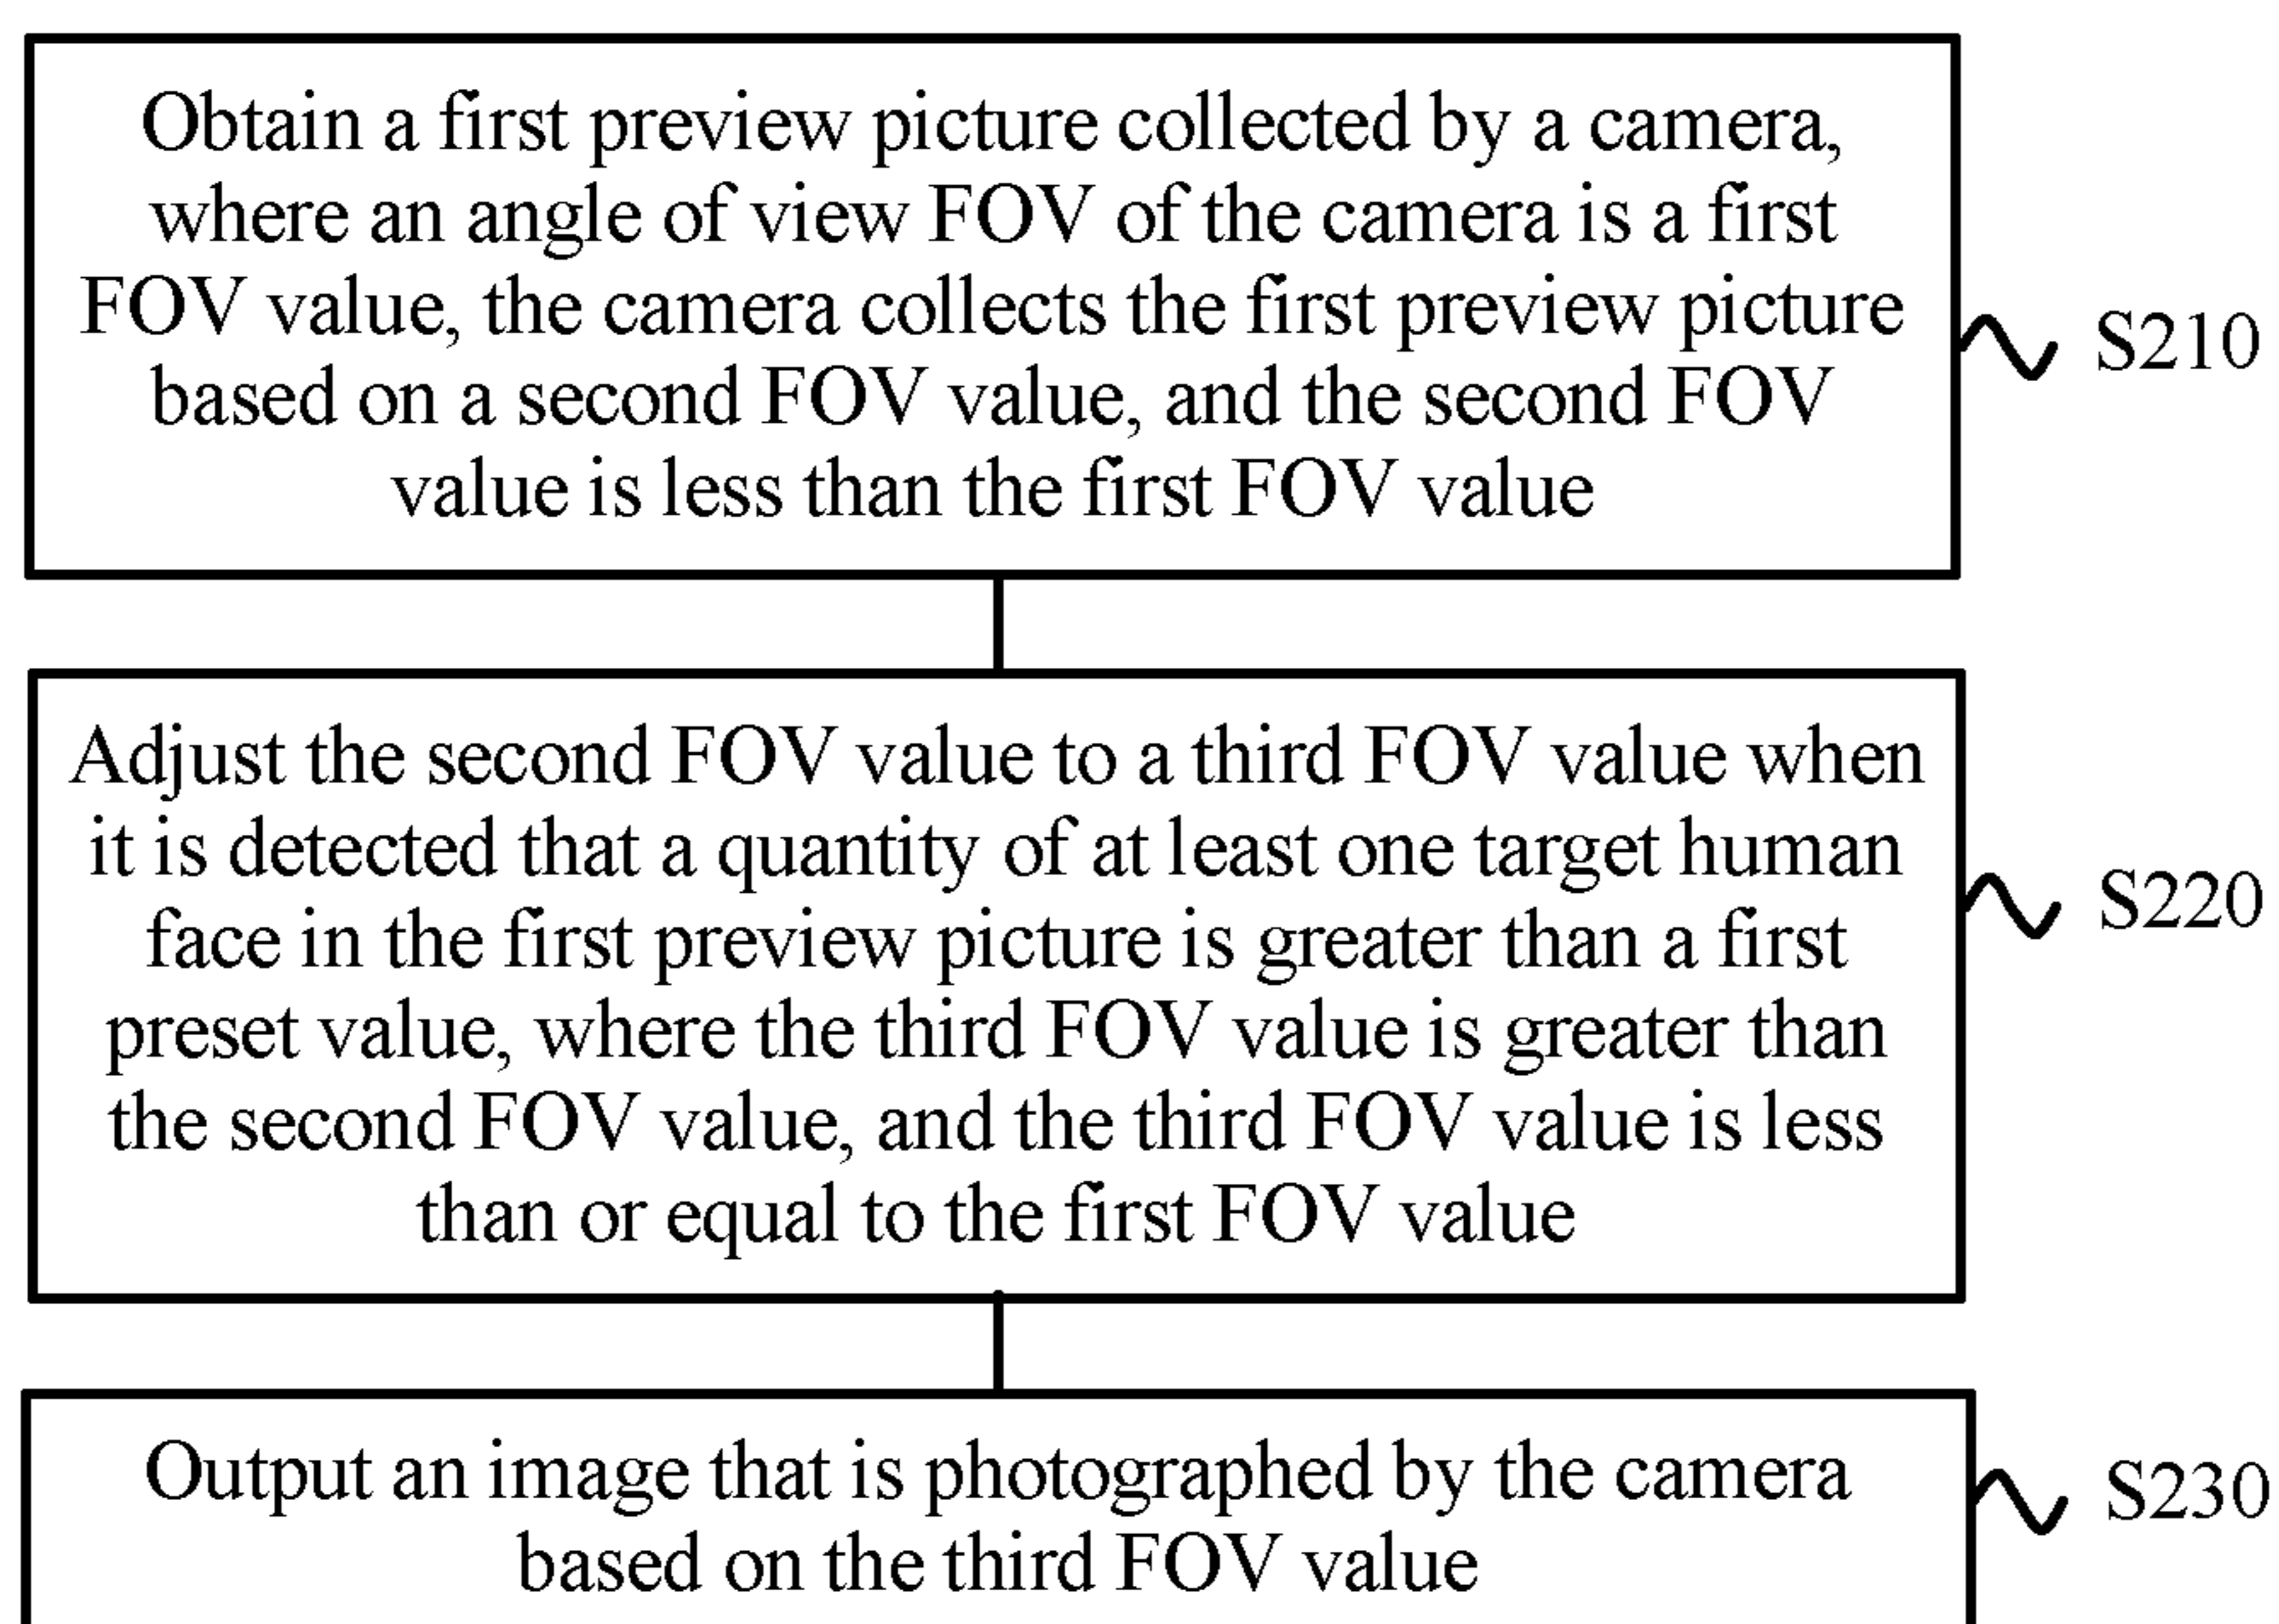 Obtain a first preview picture collected by a camera,
where an angle of view FOV of the camera is a first
FOV value, the camera collects the first preview picture
based on a second FOV value, and the second FOV
value is less than the first FOV value
S210
Adjust the second FOV value to a third FOV value when
it is detected that a quantity of at least one target human
face in the first preview picture is greater than a first
preset value, where the third FOV value is greater than
the second FOV value, and the third FOV value is less
than or equal to the first FOV value
S220
Output an image that is photographed by the camera
based on the third FOV value
S230